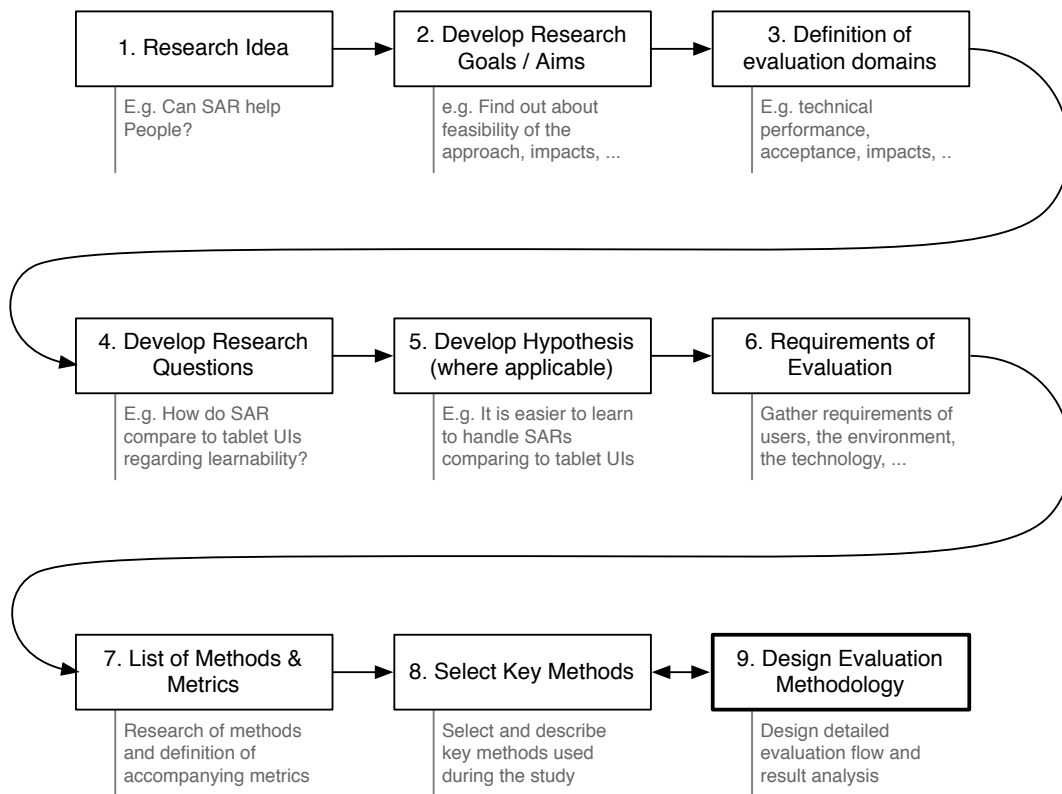 1. Research Idea
E.g. Can SAR help
People?
2. Develop Research
Goals / Aims
e.g. Find out about
feasibility of the
approach, impacts, ...
3. Definition of
evaluation domains
E.g. technical
performance,
acceptance, impacts, ..
4. Develop Research
Questions
E.g. How do SAR
compare to tablet UIs
regarding learnability?
5. Develop Hypothesis
(where applicable)
E.g. It is easier to learn
to handle SARs
comparing to tablet UIs
6. Requirements of
Evaluation
Gather requirements of
users, the environment,
the technology, ...
7. List of Methods &
Metrics
Research of methods
and definition of
accompanying metrics
8. Select Key Methods
Select and describe
key methods used
during the study
9. Design Evaluation
Methodology
Design detailed
evaluation flow and
result analysis